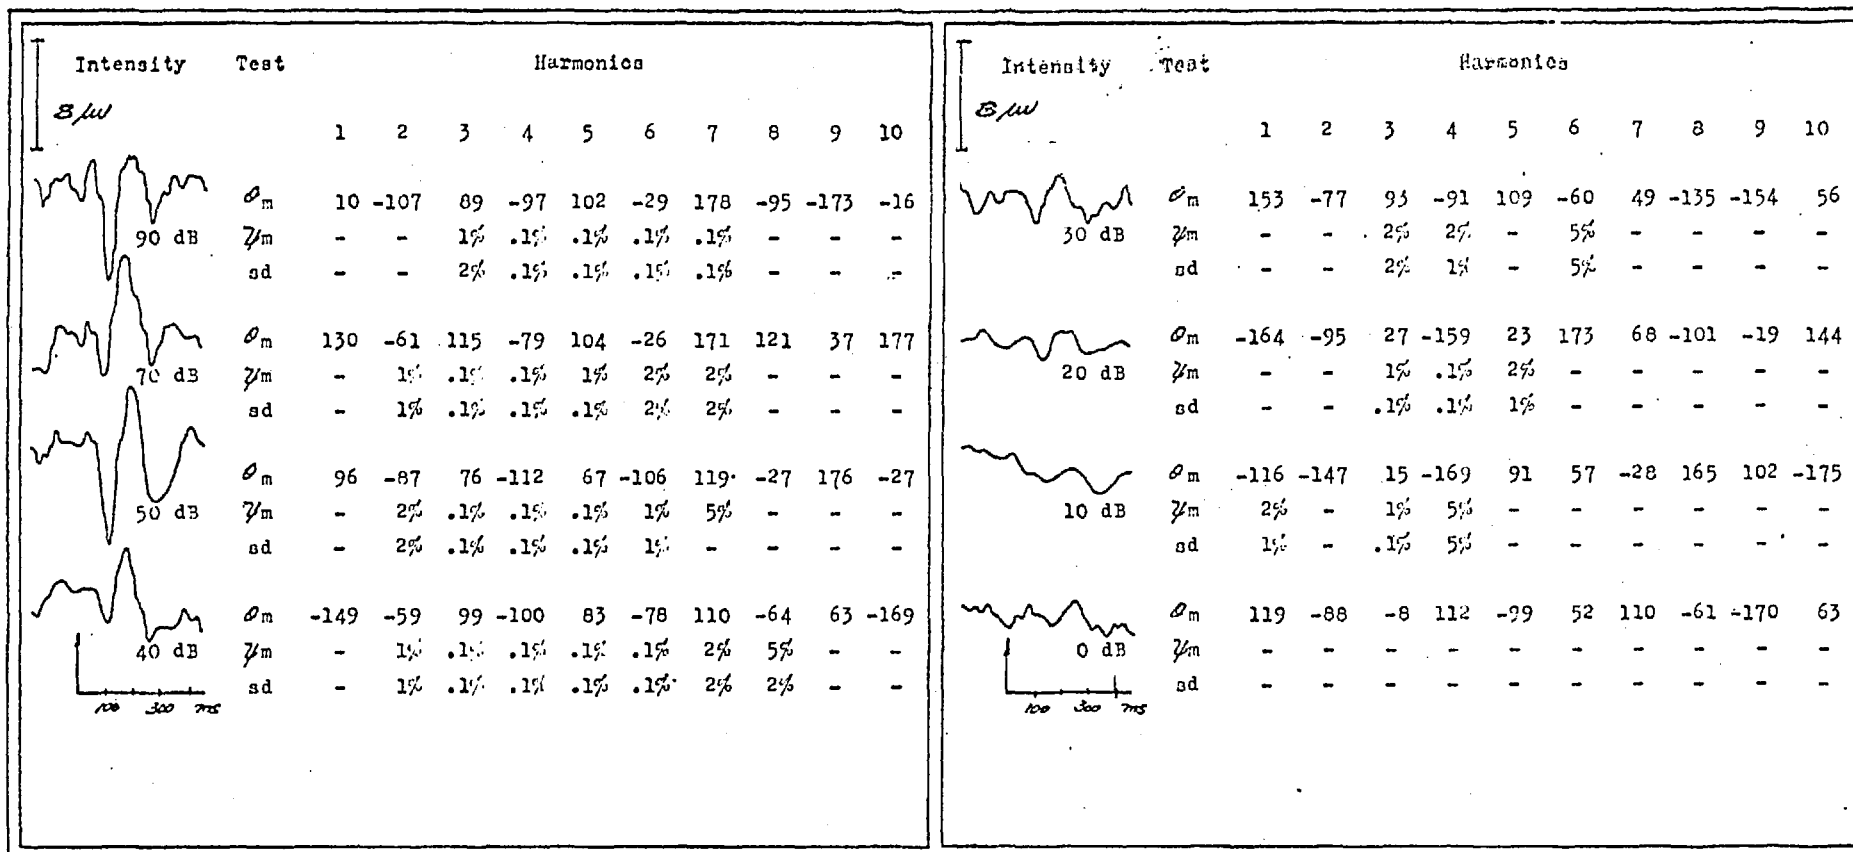 Intensity Test Harmonics
8 μv
1 2 3 4 5 6 7 8 9 10
θm 10 -107 89 -97 102 -29 178 -95 -173 -16
90 dB γm - - 1% .1% .1% .1% .1% - - -
sd - - 2% .1% .1% .1% .1% - - -
θm 130 -61 115 -79 104 -26 171 121 37 177
70 dB γm - 1% .1% .1% 1% 2% 2% - - -
sd - 1% .1% .1% .1% 2% 2% - - -
θm 96 -87 76 -112 67 -106 119 -27 176 -27
50 dB γm - 2% .1% .1% .1% 1% 5% - - -
sd - 2% .1% .1% .1% 1% - - - -
θm -149 -59 99 -100 83 -78 110 -64 63 -169
40 dB γm - 1% .1% .1% .1% .1% 2% 5% - -
sd - 1% .1% .1% .1% .1% 2% 2% - -
100 300 ms
Intensity Test Harmonics
8 μv
1 2 3 4 5 6 7 8 9 10
θm 153 -77 93 -91 109 -60 49 -135 -154 56
30 dB γm - - 2% 2% - 5% - - - -
sd - - 2% 1% - 5% - - - -
θm -164 -95 27 -159 23 173 68 -101 -19 144
20 dB γm - - 1% .1% 2% - - - - -
sd - - .1% .1% 1% - - - - -
θm -116 -147 15 -169 91 57 -28 165 102 -175
10 dB γm 2% - 1% 5% - - - - - -
sd 1% - .1% 5% - - - - - -
θm 119 -88 -8 112 -99 52 110 -61 -170 63
0 dB γm - - - - - - - - - -
sd - - - - - - - - - -
100 300 ms